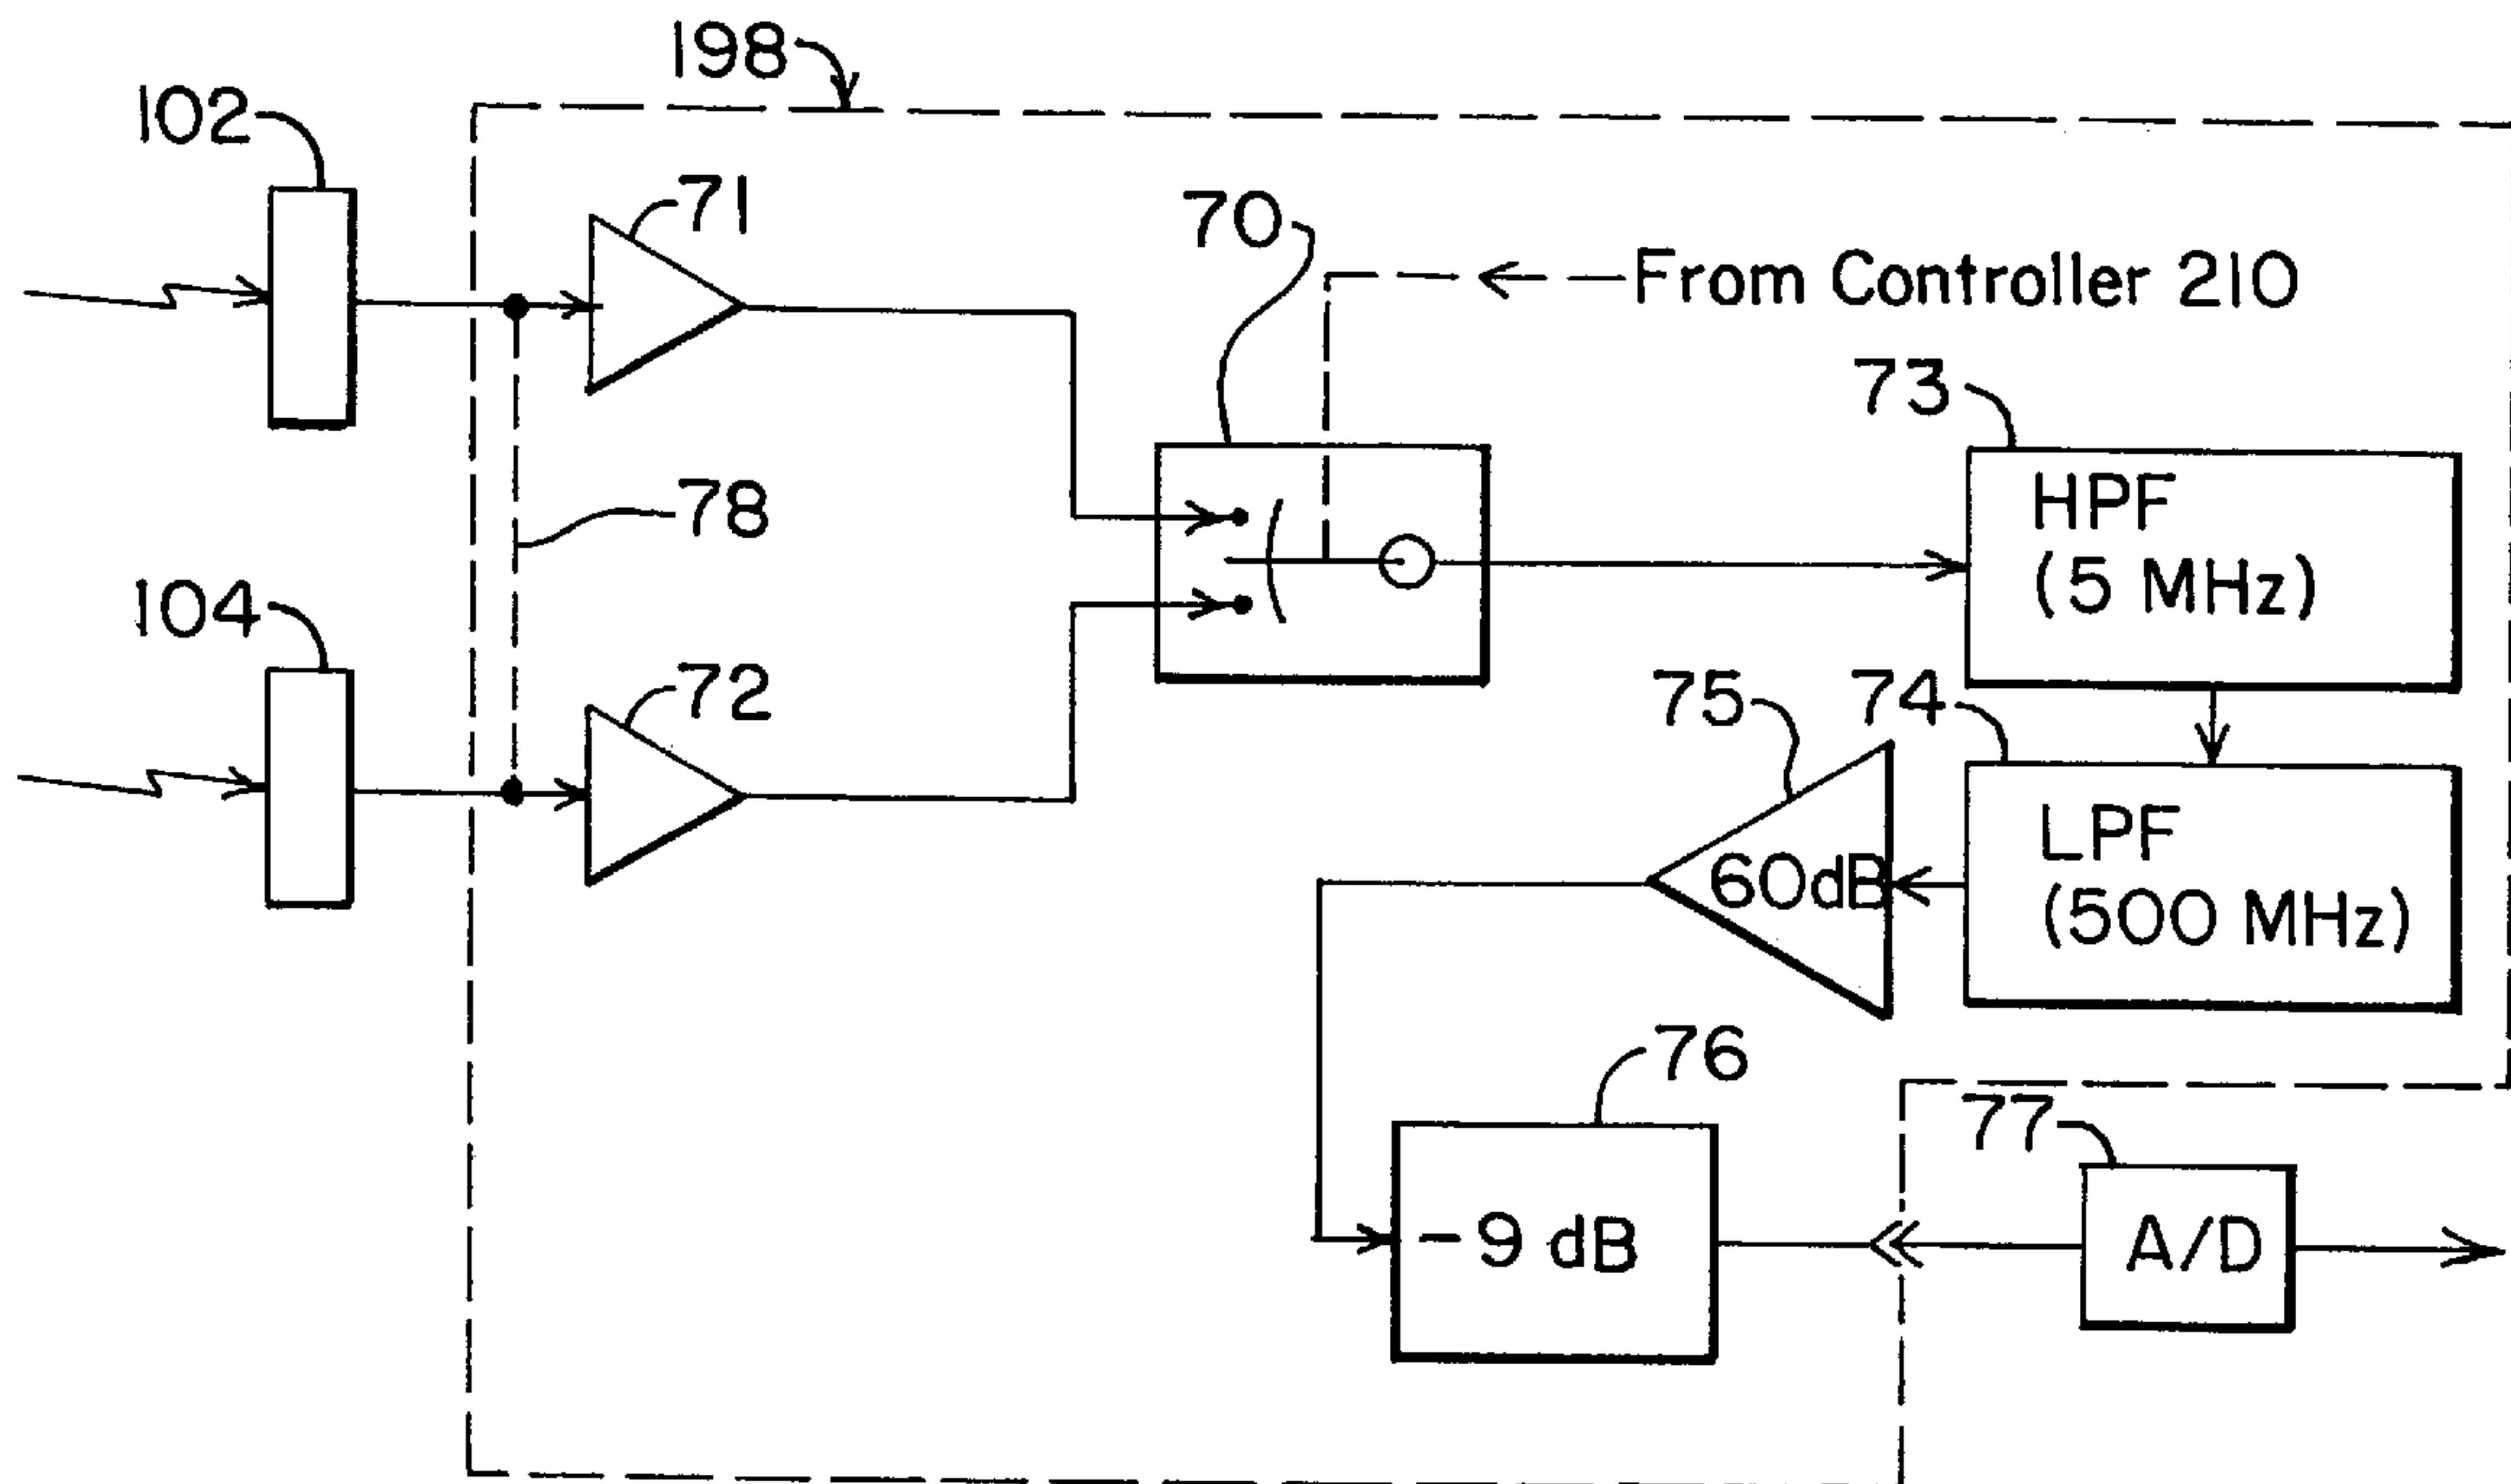 198
102
71
70
From Controller 210
73
HPF
(5 MHz)
78
104
72
75
74
LPF
(500 MHz)
60dB
76
77
-9 dB
A/D